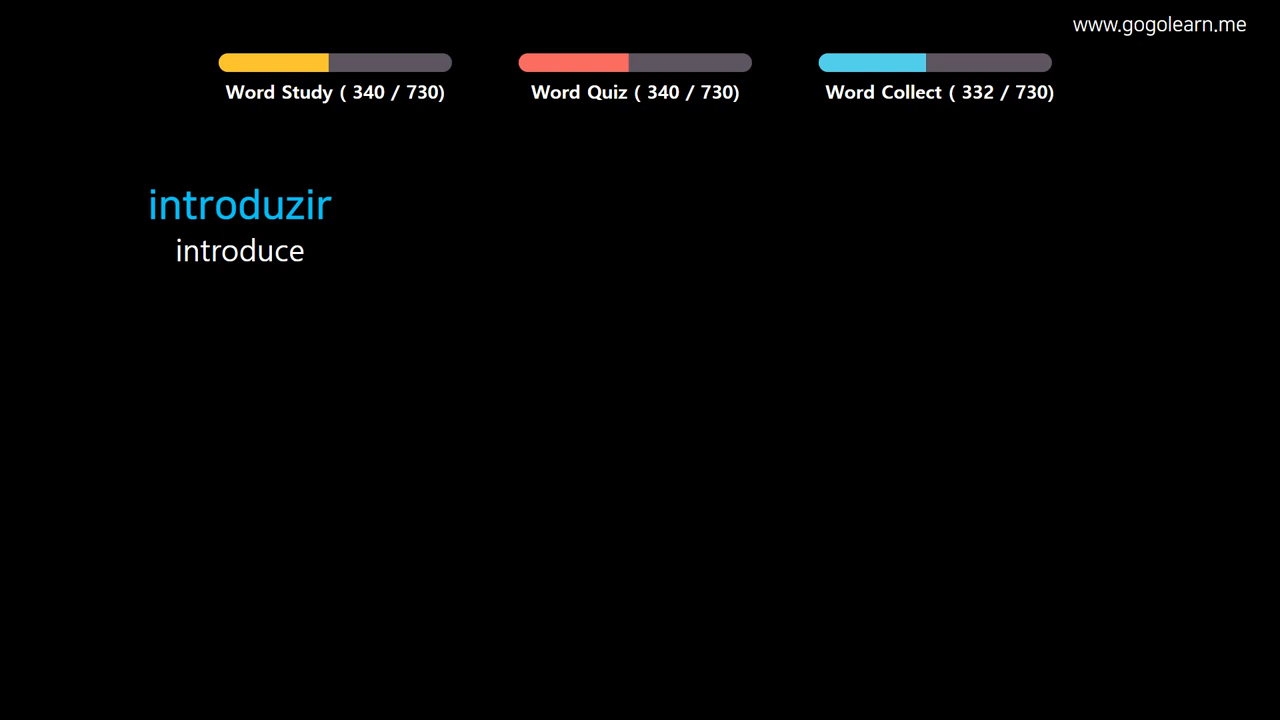 www.gogolearn.me
Word Study ( 340 / 730)
Word Quiz ( 340 / 730)
Word Collect ( 332 / 730)
introduzir
introduce